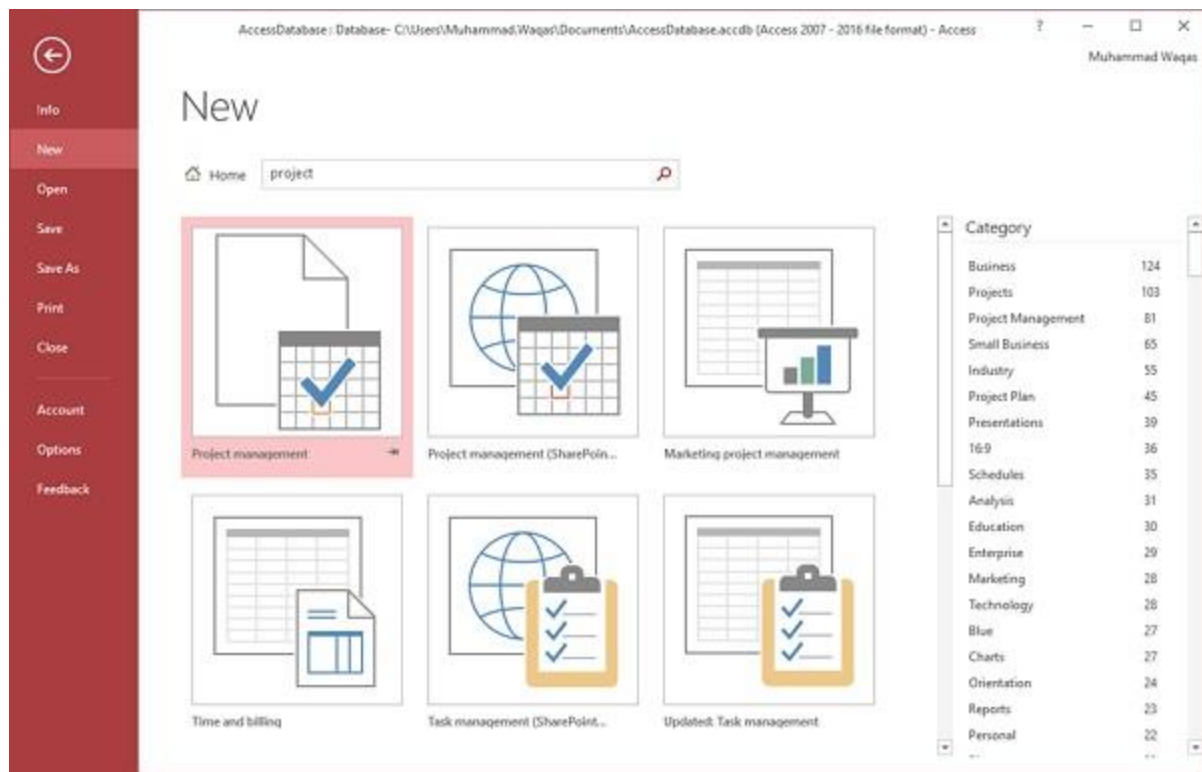 AccessDatabase : Database- C:\Users\Muhammad.Waqas\Documents\AccessDatabase.accdb (Access 2007 - 2016 file format) - Access
?
Muhammad Waqas
Info
New
Open
Save
Save As
Print
Close
Account
Options
Feedback
New
Home
project
Project management
Project management (SharePoin...
Marketing project management
Time and billing
Task management (SharePoint...
Updated: Task management
Category
Business 124
Projects 103
Project Management 81
Small Business 65
Industry 55
Project Plan 45
Presentations 39
16:9 36
Schedules 35
Analysis 31
Education 30
Enterprise 29
Marketing 28
Technology 28
Blue 27
Charts 27
Orientation 24
Reports 23
Personal 22